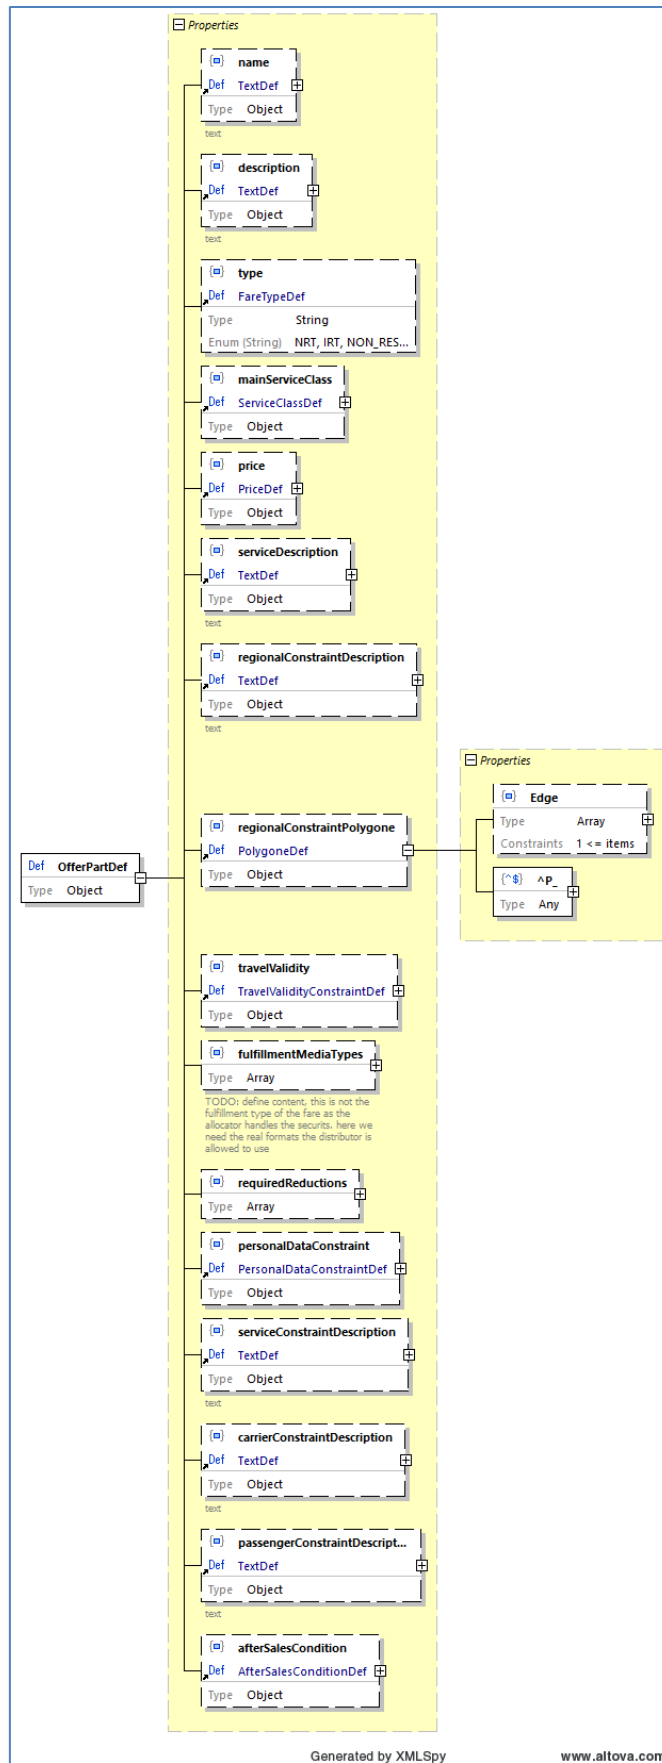 Properties
name
Def TextDef
Type Object
text
description
Def TextDef
Type Object
text
type
Def FareTypeDef
Type String
Enum (String) NRT, IRT, NON_RES...
mainServiceClass
Def ServiceClassDef
Type Object
price
Def PriceDef
Type Object
serviceDescription
Def TextDef
Type Object
text
regionalConstraintDescription
Def TextDef
Type Object
text
Properties
Edge
Type Array
Constraints 1 <= items
^P_
Type Any
regionalConstraintPolygone
Def PolygoneDef
Type Object
Def OfferPartDef
Type Object
travelValidity
Def TravelValidityConstraintDef
Type Object
fulfillmentMediaTypes
Type Array
TODO: define content, this is not the
fulfillment type of the fare as the
allocator handles the securits. here we
need the real formats the distributor is
allowed to use
requiredReductions
Type Array
personalDataConstraint
Def PersonalDataConstraintDef
Type Object
serviceConstraintDescription
Def TextDef
Type Object
text
carrierConstraintDescription
Def TextDef
Type Object
text
passengerConstraintDescript...
Def TextDef
Type Object
text
afterSalesCondition
Def AfterSalesConditionDef
Type Object
Generated by XMLSpy www.altova.com